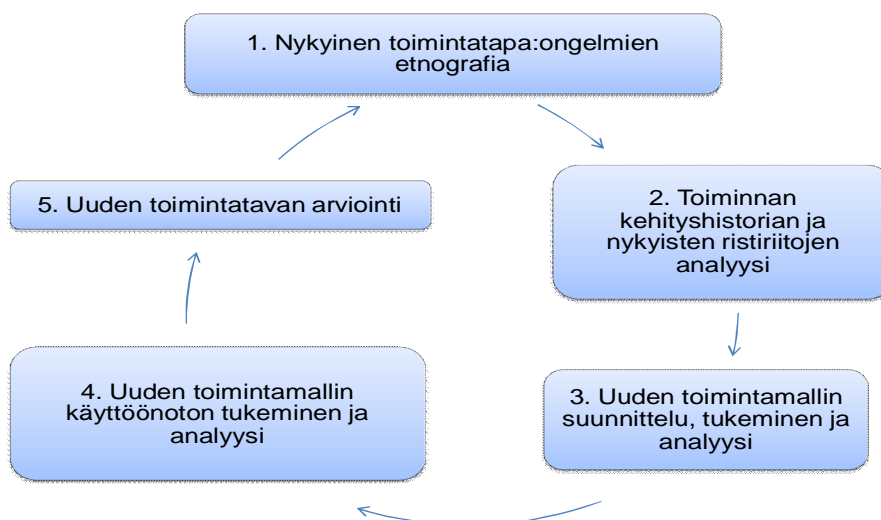 1. Nykyinen toimintatapa:ongelmien
etnografia
2. Toiminnan
kehityshistorian ja
nykyisten ristiriitojen
analyysi
3. Uuden toimintamallin
suunnittelu, tukeminen ja
analyysi
4. Uuden toimintamallin
käyttöönoton tukeminen ja
analyysi
5. Uuden toimintatavan arviointi